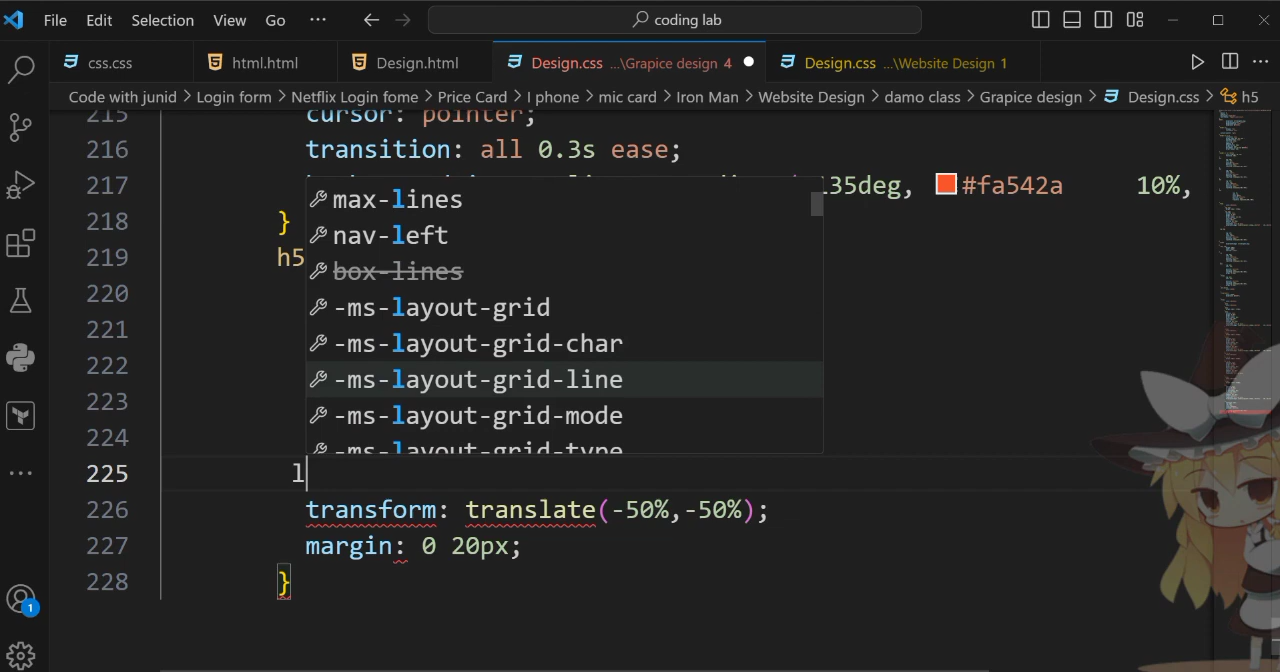 File Edit Selection View Go ··· coding lab
css.css html.html Design.html Design.css ...\Grapice design 4 Design.css ...\Website Design 1
Code with junid > Login form > Netflix Login fome > Price Card > I phone > mic card > Iron Man > Website Design > damo class > Grapice design > Design.css > h5
215 cursor: pointer;
216 transition: all 0.3s ease;
217 135deg, #fa542a 10%,
max-lines
218 }
nav-left
219 h5
box-lines
220
-ms-layout-grid
221
-ms-layout-grid-char
222
-ms-layout-grid-line
223
-ms-layout-grid-mode
224
-ms-layout-grid-type
225 l
226 transform: translate(-50%,-50%);
227 margin: 0 20px;
228 }
1